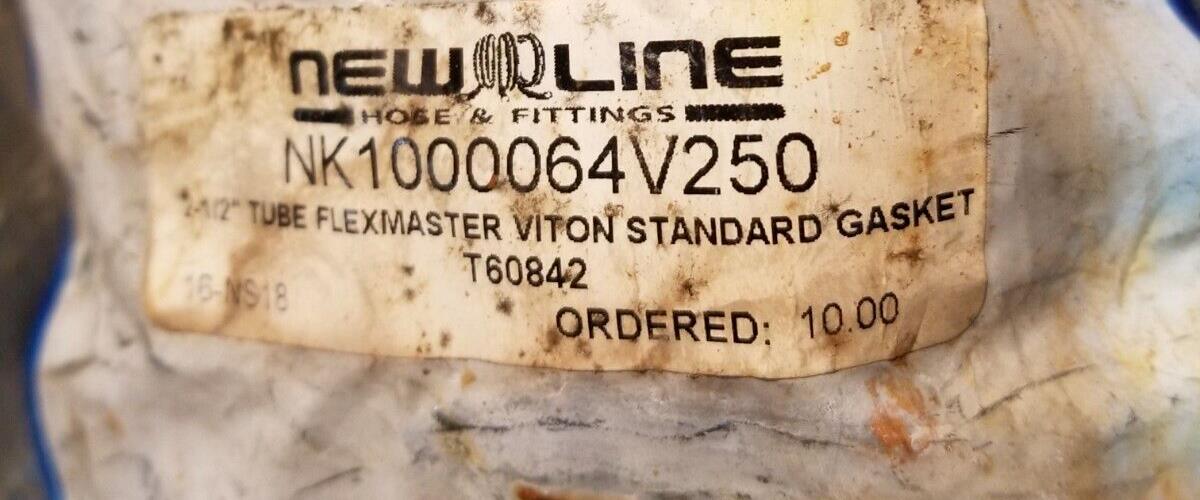 NEW LINE
HOSE & FITTINGS
NK1000064V250
2-1/2" TUBE FLEXMASTER VITON STANDARD GASKET
T60842
16-NS18
ORDERED: 10.00